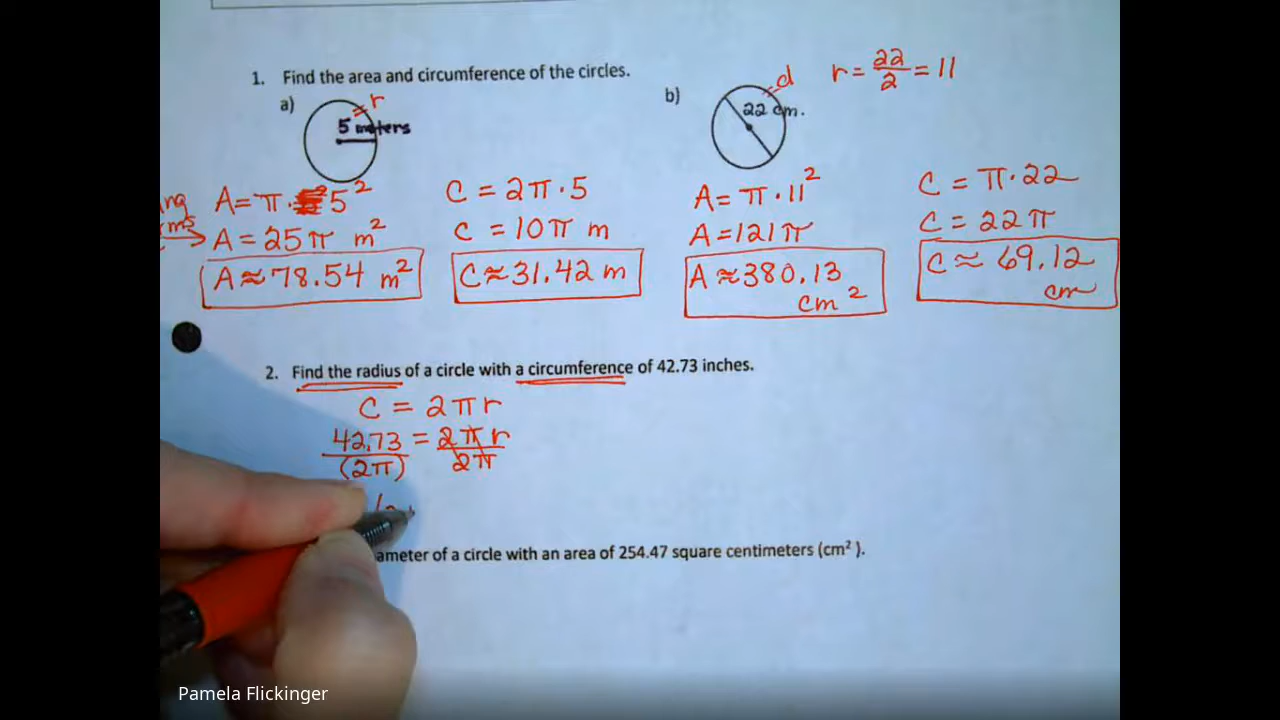 1. Find the area and circumference of the circles.
a)
= r
5 meters
A = π · 5²
A = 25π m²
A ≈ 78.54 m²
C = 2π · 5
C = 10π m
C ≈ 31.42 m
b)
= d
22 cm.
r = 22/2 = 11
A = π · 11²
A = 121π
A ≈ 380.13
cm²
C = π · 22
C = 22π
C ≈ 69.12
cm
2. Find the radius of a circle with a circumference of 42.73 inches.
C = 2πr
42.73/(2π) = 2πr/2π
of a circle with an area of 254.47 square centimeters (cm² ).
Pamela Flickinger